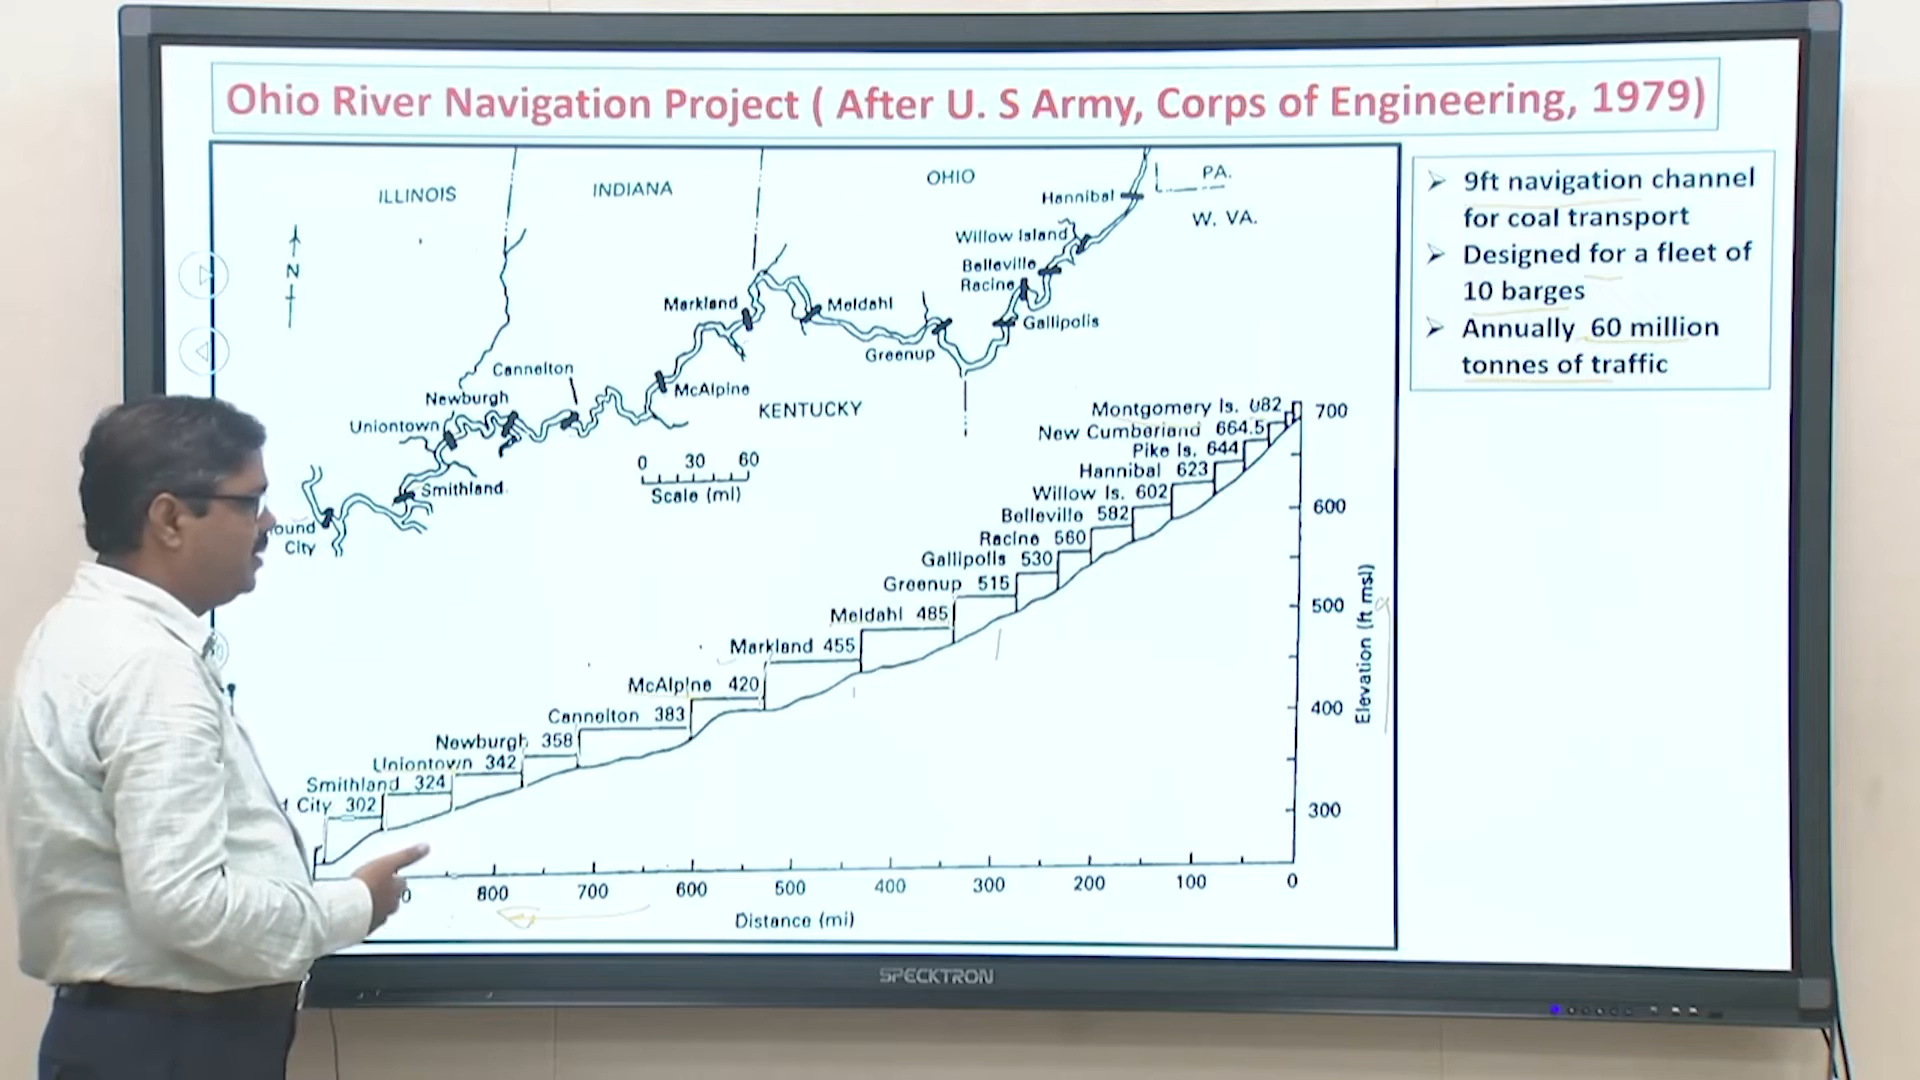 Ohio River Navigation Project ( After U. S Army, Corps of Engineering, 1979)
ILLINOIS
INDIANA
OHIO
PA.
W. VA.
N
Hannibal
Willow Island
Belleville
Racine
Gallipolis
Markland
Meldahl
Greenup
Cannelton
McAlpine
KENTUCKY
Newburgh
Uniontown
Smithland
City
0 30 60
Scale (mi)
Montgomery Is.
New Cumberland 664.5
Pike Is. 644
Hannibal 623
Willow Is. 602
Belleville 582
Racine 560
Gallipolis 530
Greenup 515
Meldahl 485
Markland 455
McAlpine 420
Cannelton 383
Newburgh 358
Uniontown 342
Smithland 324
City 302
700
600
500
400
300
Elevation (ft msl)
800 700 600 500 400 300 200 100 0
Distance (mi)
➢ 9ft navigation channel
for coal transport
➢ Designed for a fleet of
10 barges
➢ Annually 60 million
tonnes of traffic
SPECKTRON